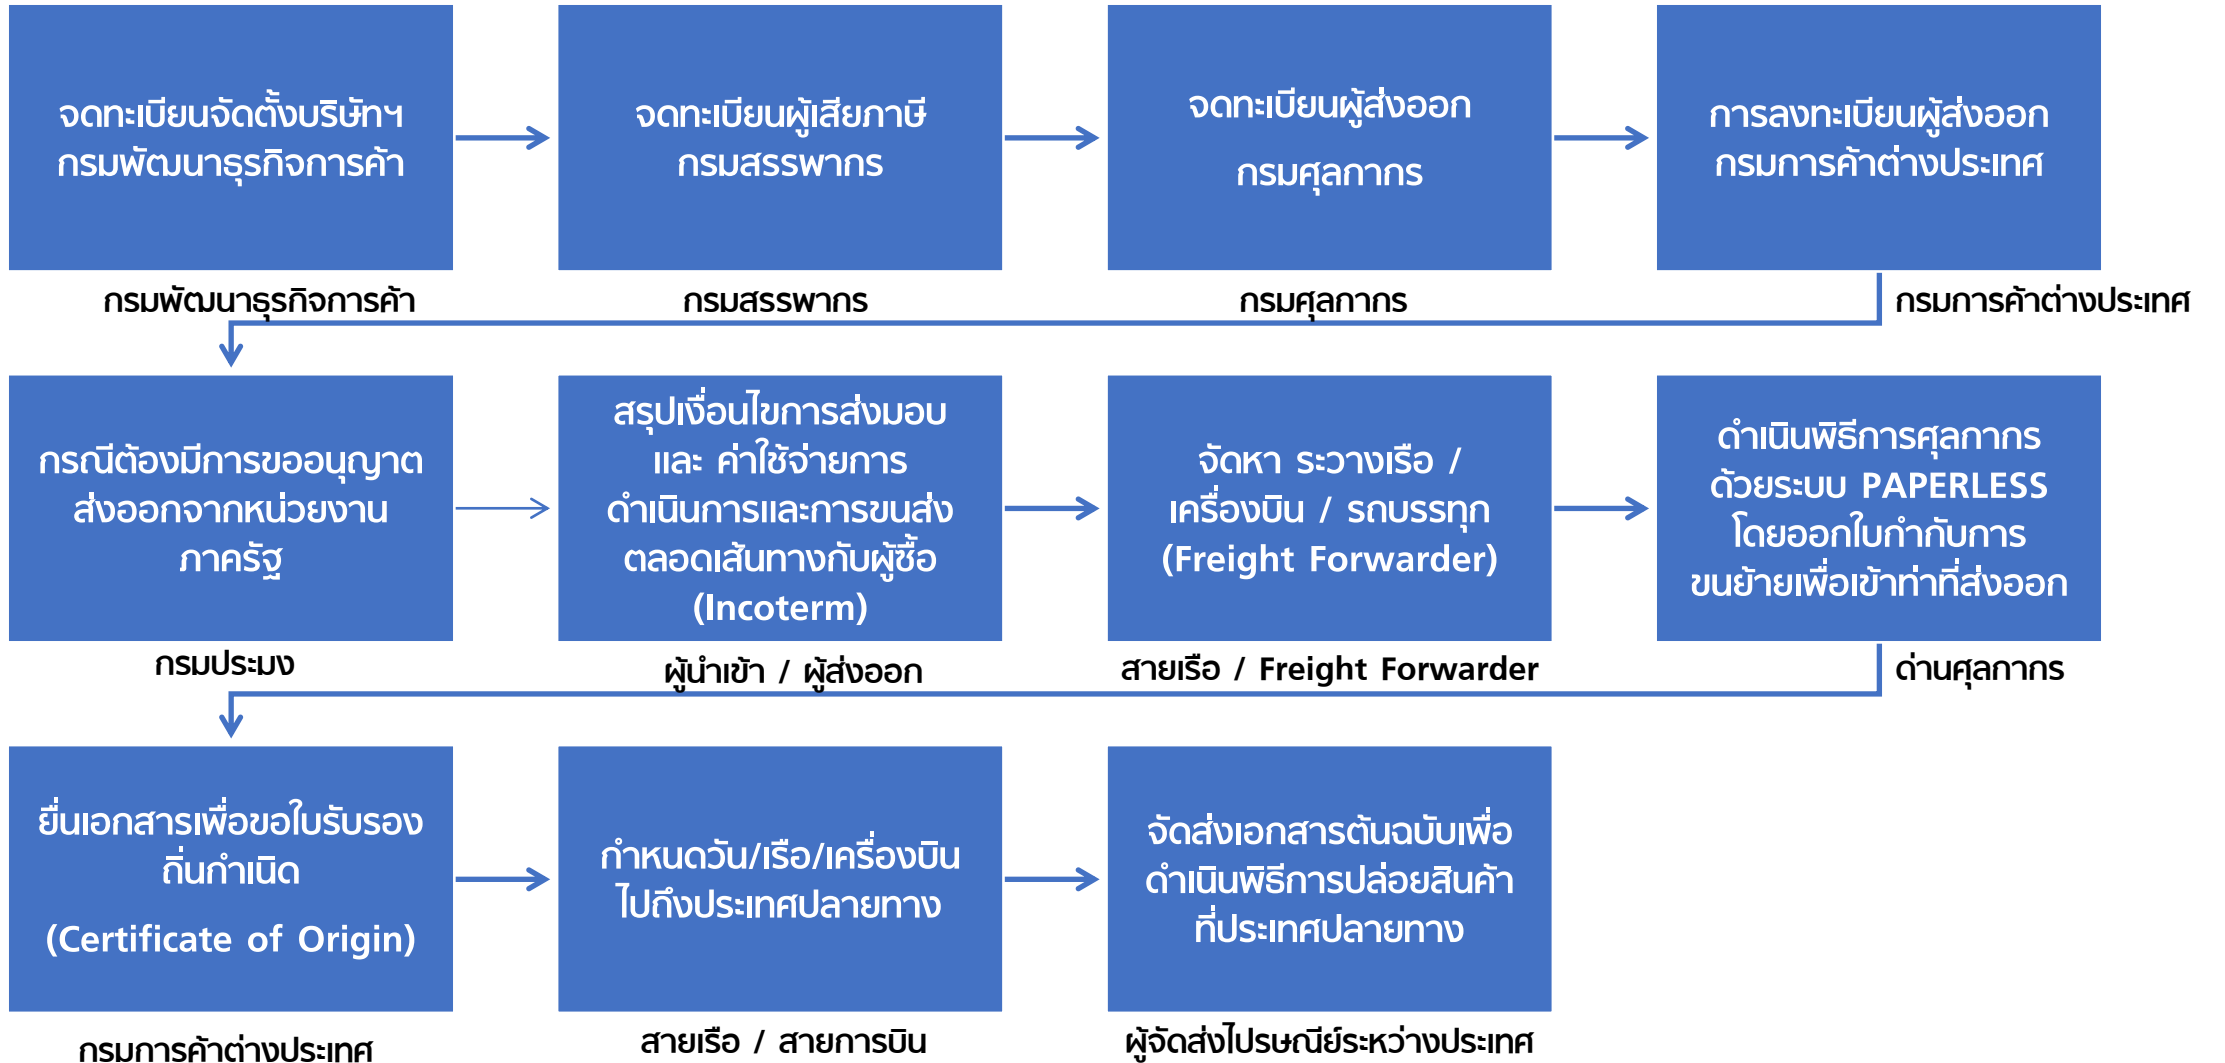 จดทะเบียนจัดตั้งบริษัทฯ
กรมพัฒนาธุรกิจการค้า
กรมพัฒนาธุรกิจการค้า
จดทะเบียนผู้เสียภาษี
กรมสรรพากร
กรมสรรพากร
จดทะเบียนผู้ส่งออก
กรมศุลกากร
กรมศุลกากร
การลงทะเบียนผู้ส่งออก
กรมการค้าต่างประเทศ
กรมการค้าต่างประเทศ
กรณีต้องมีการขออนุญาต
ส่งออกจากหน่วยงาน
ภาครัฐ
กรมประมง
สรุปเงื่อนไขการส่งมอบ
และ ค่าใช้จ่ายการ
ดำเนินการและการขนส่ง
ตลอดเส้นทางกับผู้ซื้อ
(Incoterm)
ผู้นำเข้า / ผู้ส่งออก
จัดหา ระวางเรือ /
เครื่องบิน / รถบรรทุก
(Freight Forwarder)
สายเรือ / Freight Forwarder
ดำเนินพิธีการศุลกากร
ด้วยระบบ PAPERLESS
โดยออกใบกำกับการ
ขนย้ายเพื่อเข้าท่าที่ส่งออก
ด่านศุลกากร
ยื่นเอกสารเพื่อขอใบรับรอง
ถิ่นกำเนิด
(Certificate of Origin)
กรมการค้าต่างประเทศ
กำหนดวัน/เรือ/เครื่องบิน
ไปถึงประเทศปลายทาง
สายเรือ / สายการบิน
จัดส่งเอกสารต้นฉบับเพื่อ
ดำเนินพิธีการปล่อยสินค้า
ที่ประเทศปลายทาง
ผู้จัดส่งไปรษณีย์ระหว่างประเทศ